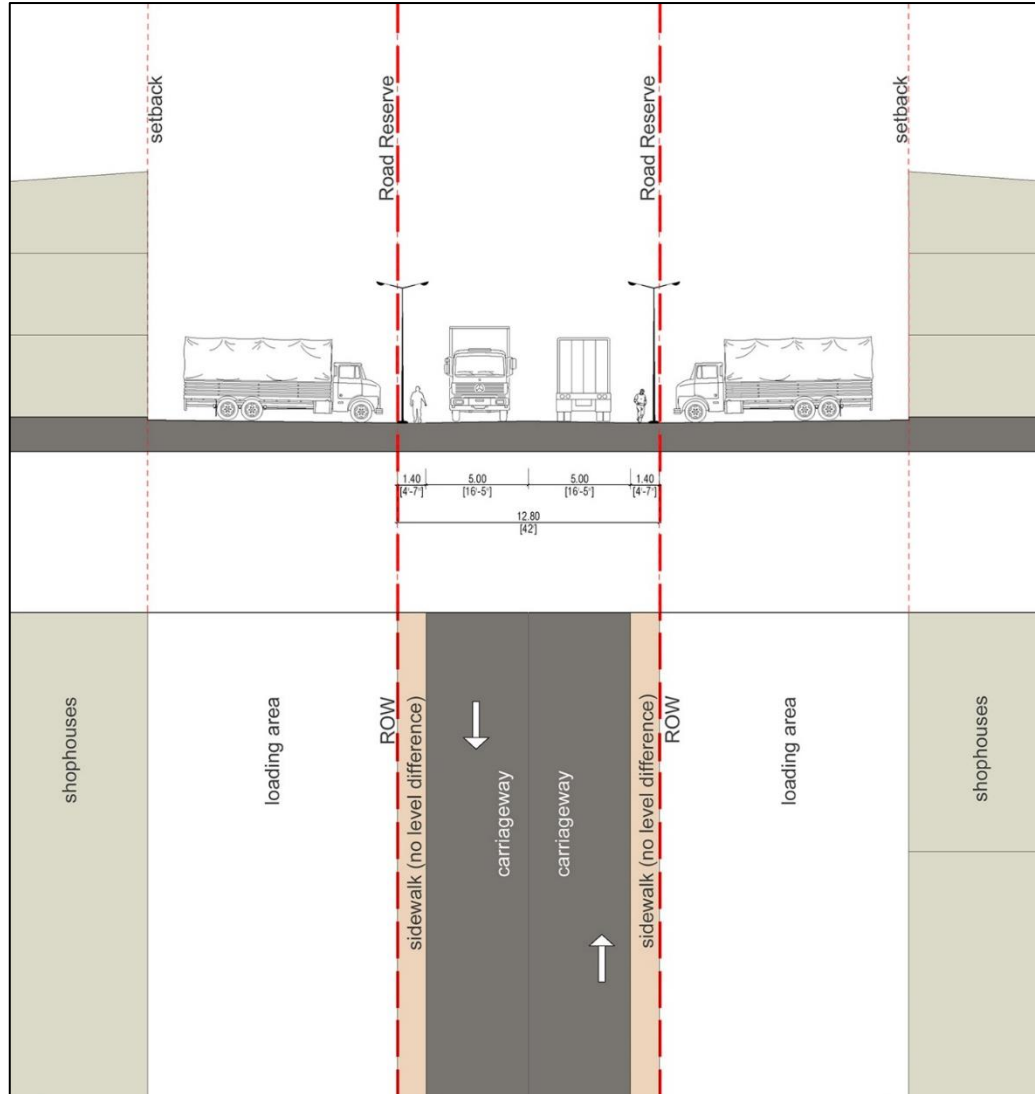 setback
Road Reserve
Road Reserve
setback
1.40
[4'-7"]
5.00
[16'-5"]
5.00
[16'-5"]
1.40
[4'-7"]
12.80
[42']
shophouses
loading area
ROW
sidewalk (no level difference)
carriageway
carriageway
sidewalk (no level difference)
ROW
loading area
shophouses